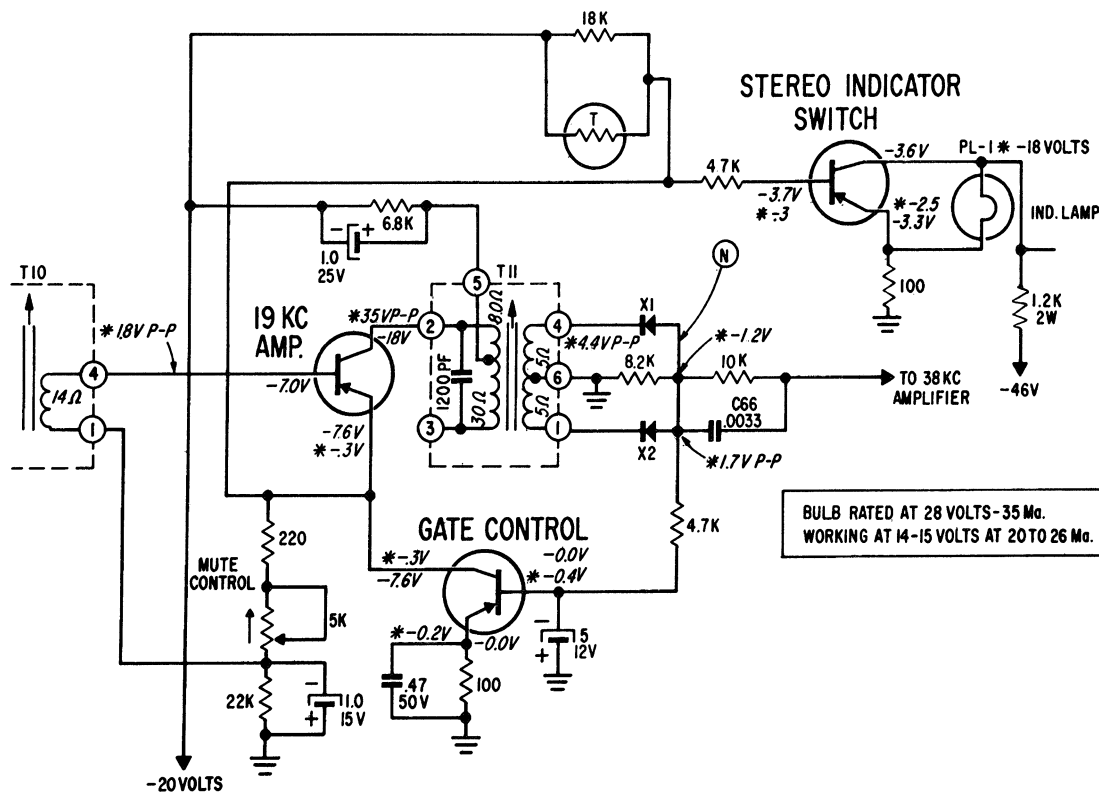 18K
T
STEREO INDICATOR
SWITCH
-3.6V
PL-1 * -18 VOLTS
4.7K
-3.7V
*-.3
*-2.5
-3.3V
IND. LAMP
6.8K
- +
1.0
25V
N
100
1.2K
2W
-46V
T10
T11
5
8.0Ω
*1.8V P-P
19 KC
AMP.
*35VP-P
-18V
2
4
X1
*4.4V P-P
5Ω
*-1.2V
4
14Ω
-7.0V
1200 PF
30Ω
6
8.2K
10K
TO 38KC
AMPLIFIER
5Ω
C66
.0033
1
-7.6V
*-.3V
3
1
X2
*1.7V P-P
220
GATE CONTROL
4.7K
BULB RATED AT 28 VOLTS-35 Ma.
WORKING AT 14-15 VOLTS AT 20 TO 26 Ma.
MUTE
CONTROL
5K
*-.3V
-7.6V
-0.0V
*-0.4V
*-0.2V
-0.0V
-
+
5
12V
22K
-
+
1.0
15V
.47
50V
100
-20 VOLTS